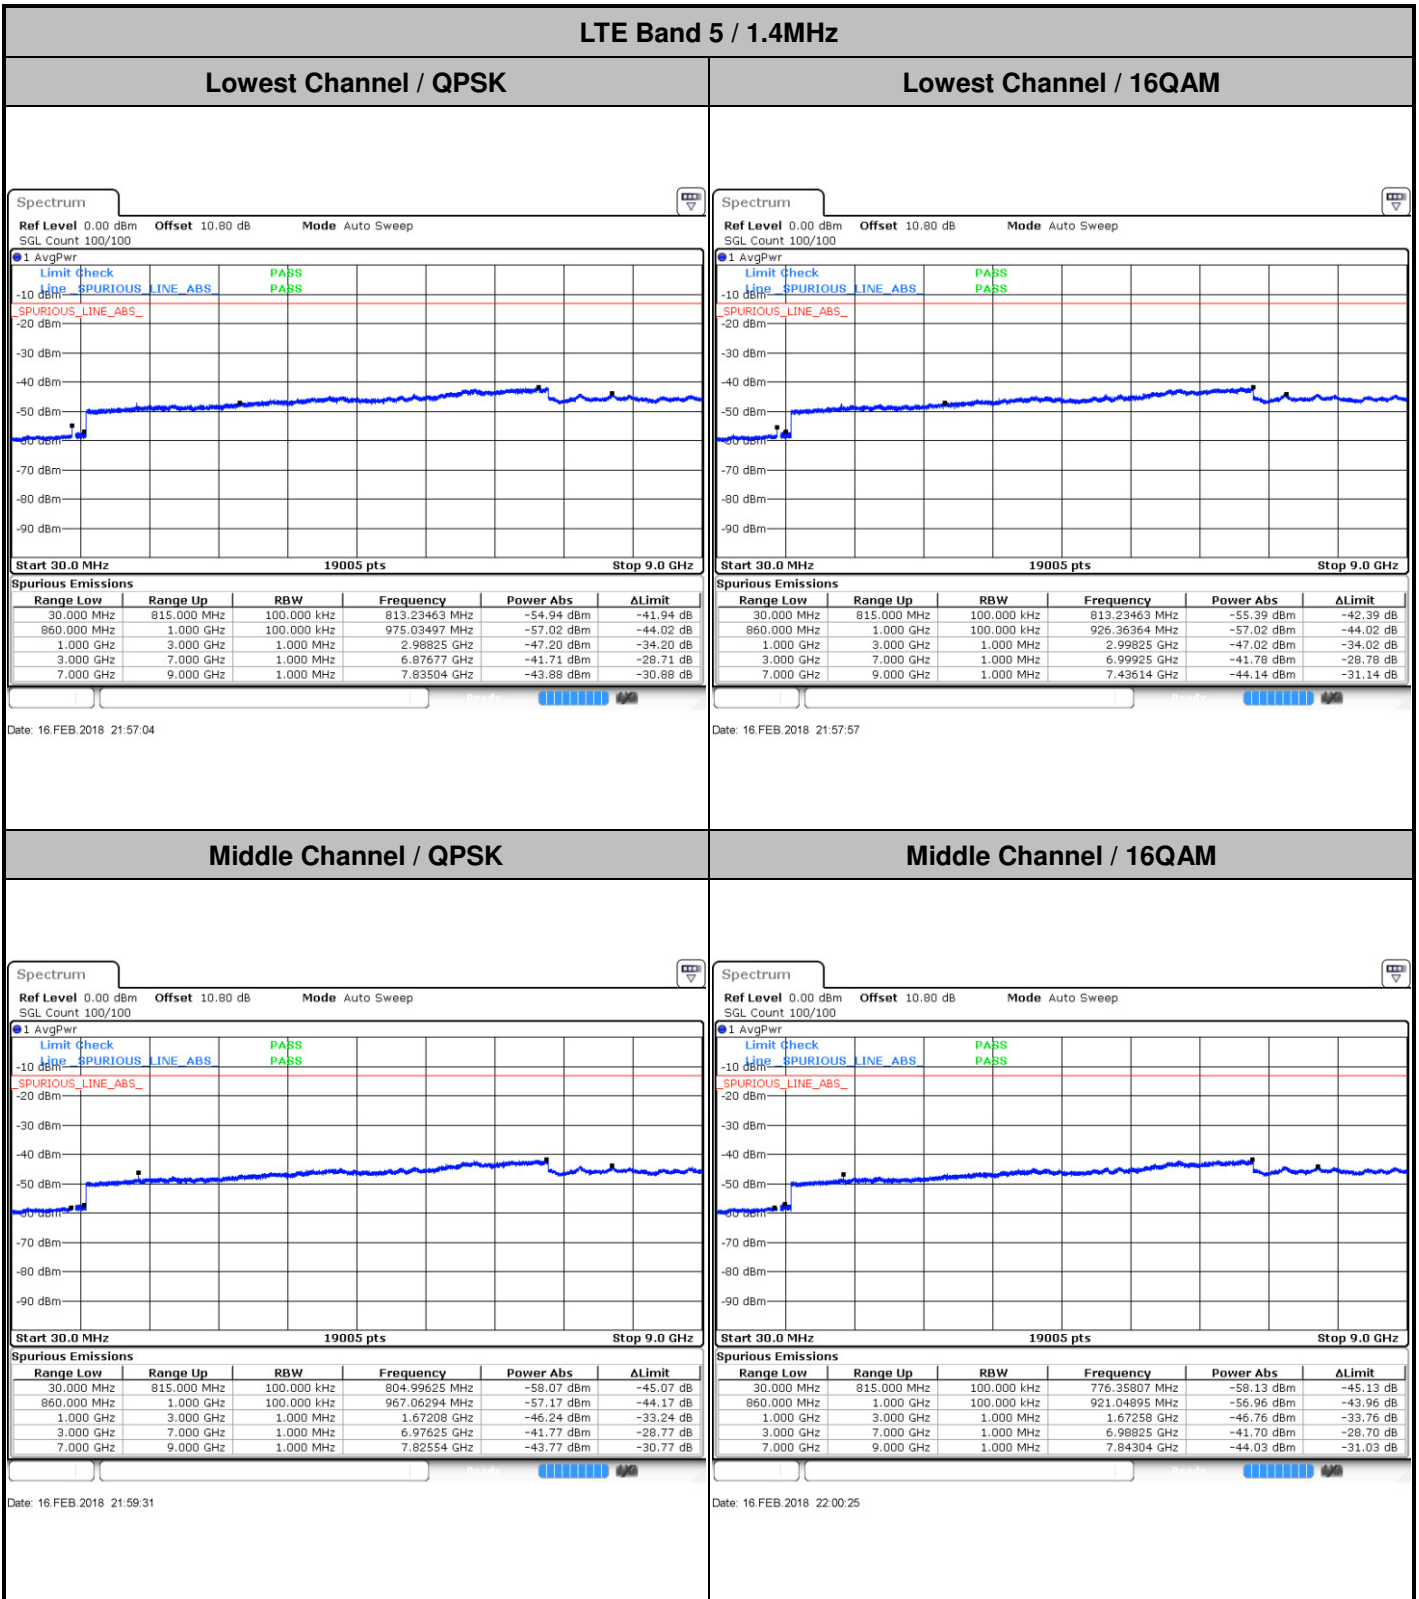 LTE Band 5 / 1.4MHz
Lowest Channel / QPSK
Lowest Channel / 16QAM
Spectrum
Ref Level 0.00 dBm Offset 10.80 dB Mode Auto Sweep
SGL Count 100/100
1 AvgPwr
Limit Check PASS
Line _SPURIOUS_LINE_ABS_ PASS
-10 dBm
_SPURIOUS_LINE_ABS_
-20 dBm
-30 dBm
-40 dBm
-50 dBm
-60 dBm
-70 dBm
-80 dBm
-90 dBm
Start 30.0 MHz 19005 pts Stop 9.0 GHz
Spurious Emissions
Range Low Range Up RBW Frequency Power Abs ΔLimit
30.000 MHz 815.000 MHz 100.000 kHz 813.23463 MHz -54.94 dBm -41.94 dB
860.000 MHz 1.000 GHz 100.000 kHz 975.03497 MHz -57.02 dBm -44.02 dB
1.000 GHz 3.000 GHz 1.000 MHz 2.98825 GHz -47.20 dBm -34.20 dB
3.000 GHz 7.000 GHz 1.000 MHz 6.87677 GHz -41.71 dBm -28.71 dB
7.000 GHz 9.000 GHz 1.000 MHz 7.83504 GHz -43.88 dBm -30.88 dB
Date: 16.FEB.2018 21:57:04
Spectrum
Ref Level 0.00 dBm Offset 10.80 dB Mode Auto Sweep
SGL Count 100/100
1 AvgPwr
Limit Check PASS
Line _SPURIOUS_LINE_ABS_ PASS
-10 dBm
_SPURIOUS_LINE_ABS_
-20 dBm
-30 dBm
-40 dBm
-50 dBm
-60 dBm
-70 dBm
-80 dBm
-90 dBm
Start 30.0 MHz 19005 pts Stop 9.0 GHz
Spurious Emissions
Range Low Range Up RBW Frequency Power Abs ΔLimit
30.000 MHz 815.000 MHz 100.000 kHz 813.23463 MHz -55.39 dBm -42.39 dB
860.000 MHz 1.000 GHz 100.000 kHz 926.36364 MHz -57.02 dBm -44.02 dB
1.000 GHz 3.000 GHz 1.000 MHz 2.99825 GHz -47.02 dBm -34.02 dB
3.000 GHz 7.000 GHz 1.000 MHz 6.99925 GHz -41.78 dBm -28.78 dB
7.000 GHz 9.000 GHz 1.000 MHz 7.43614 GHz -44.14 dBm -31.14 dB
Date: 16.FEB.2018 21:57:57
Middle Channel / QPSK
Middle Channel / 16QAM
Spectrum
Ref Level 0.00 dBm Offset 10.80 dB Mode Auto Sweep
SGL Count 100/100
1 AvgPwr
Limit Check PASS
Line _SPURIOUS_LINE_ABS_ PASS
-10 dBm
_SPURIOUS_LINE_ABS_
-20 dBm
-30 dBm
-40 dBm
-50 dBm
-60 dBm
-70 dBm
-80 dBm
-90 dBm
Start 30.0 MHz 19005 pts Stop 9.0 GHz
Spurious Emissions
Range Low Range Up RBW Frequency Power Abs ΔLimit
30.000 MHz 815.000 MHz 100.000 kHz 804.99625 MHz -58.07 dBm -45.07 dB
860.000 MHz 1.000 GHz 100.000 kHz 967.06294 MHz -57.17 dBm -44.17 dB
1.000 GHz 3.000 GHz 1.000 MHz 1.67208 GHz -46.24 dBm -33.24 dB
3.000 GHz 7.000 GHz 1.000 MHz 6.97625 GHz -41.77 dBm -28.77 dB
7.000 GHz 9.000 GHz 1.000 MHz 7.82554 GHz -43.77 dBm -30.77 dB
Date: 16.FEB.2018 21:59:31
Spectrum
Ref Level 0.00 dBm Offset 10.80 dB Mode Auto Sweep
SGL Count 100/100
1 AvgPwr
Limit Check PASS
Line _SPURIOUS_LINE_ABS_ PASS
-10 dBm
_SPURIOUS_LINE_ABS_
-20 dBm
-30 dBm
-40 dBm
-50 dBm
-60 dBm
-70 dBm
-80 dBm
-90 dBm
Start 30.0 MHz 19005 pts Stop 9.0 GHz
Spurious Emissions
Range Low Range Up RBW Frequency Power Abs ΔLimit
30.000 MHz 815.000 MHz 100.000 kHz 776.35807 MHz -58.13 dBm -45.13 dB
860.000 MHz 1.000 GHz 100.000 kHz 921.04895 MHz -56.96 dBm -43.96 dB
1.000 GHz 3.000 GHz 1.000 MHz 1.67258 GHz -46.76 dBm -33.76 dB
3.000 GHz 7.000 GHz 1.000 MHz 6.98825 GHz -41.70 dBm -28.70 dB
7.000 GHz 9.000 GHz 1.000 MHz 7.84304 GHz -44.03 dBm -31.03 dB
Date: 16.FEB.2018 22:00:25